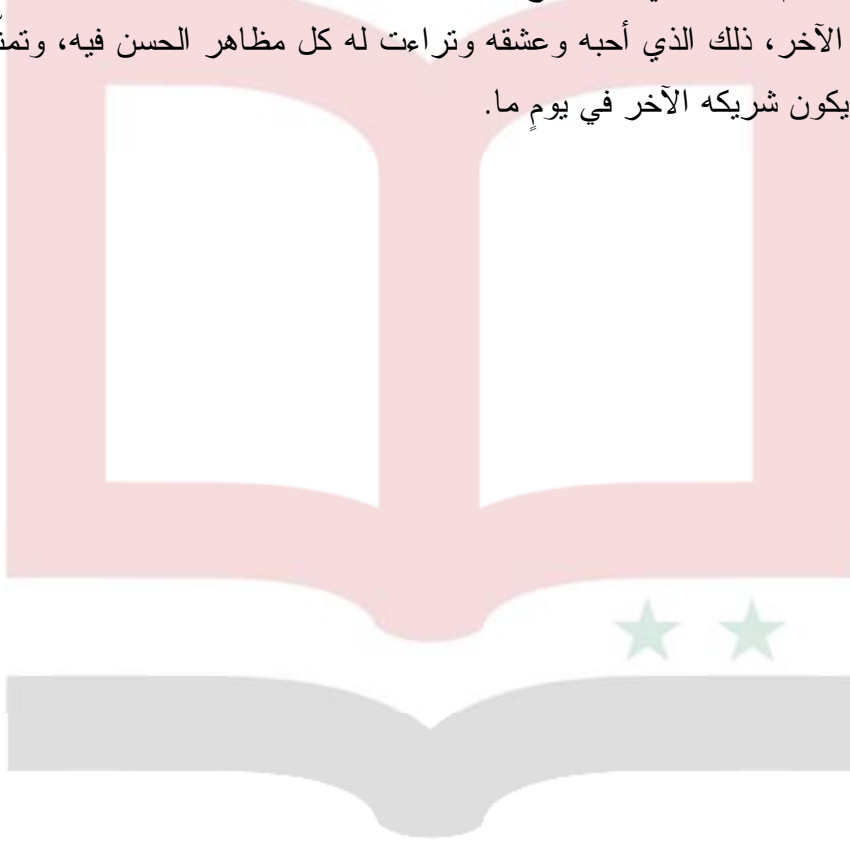 الآخر، ذلك الذي أحبه وعشقه وتراءت له كل مظاهر الحسن فيه،
يكون شريكه الآخر في يومٍ ما.